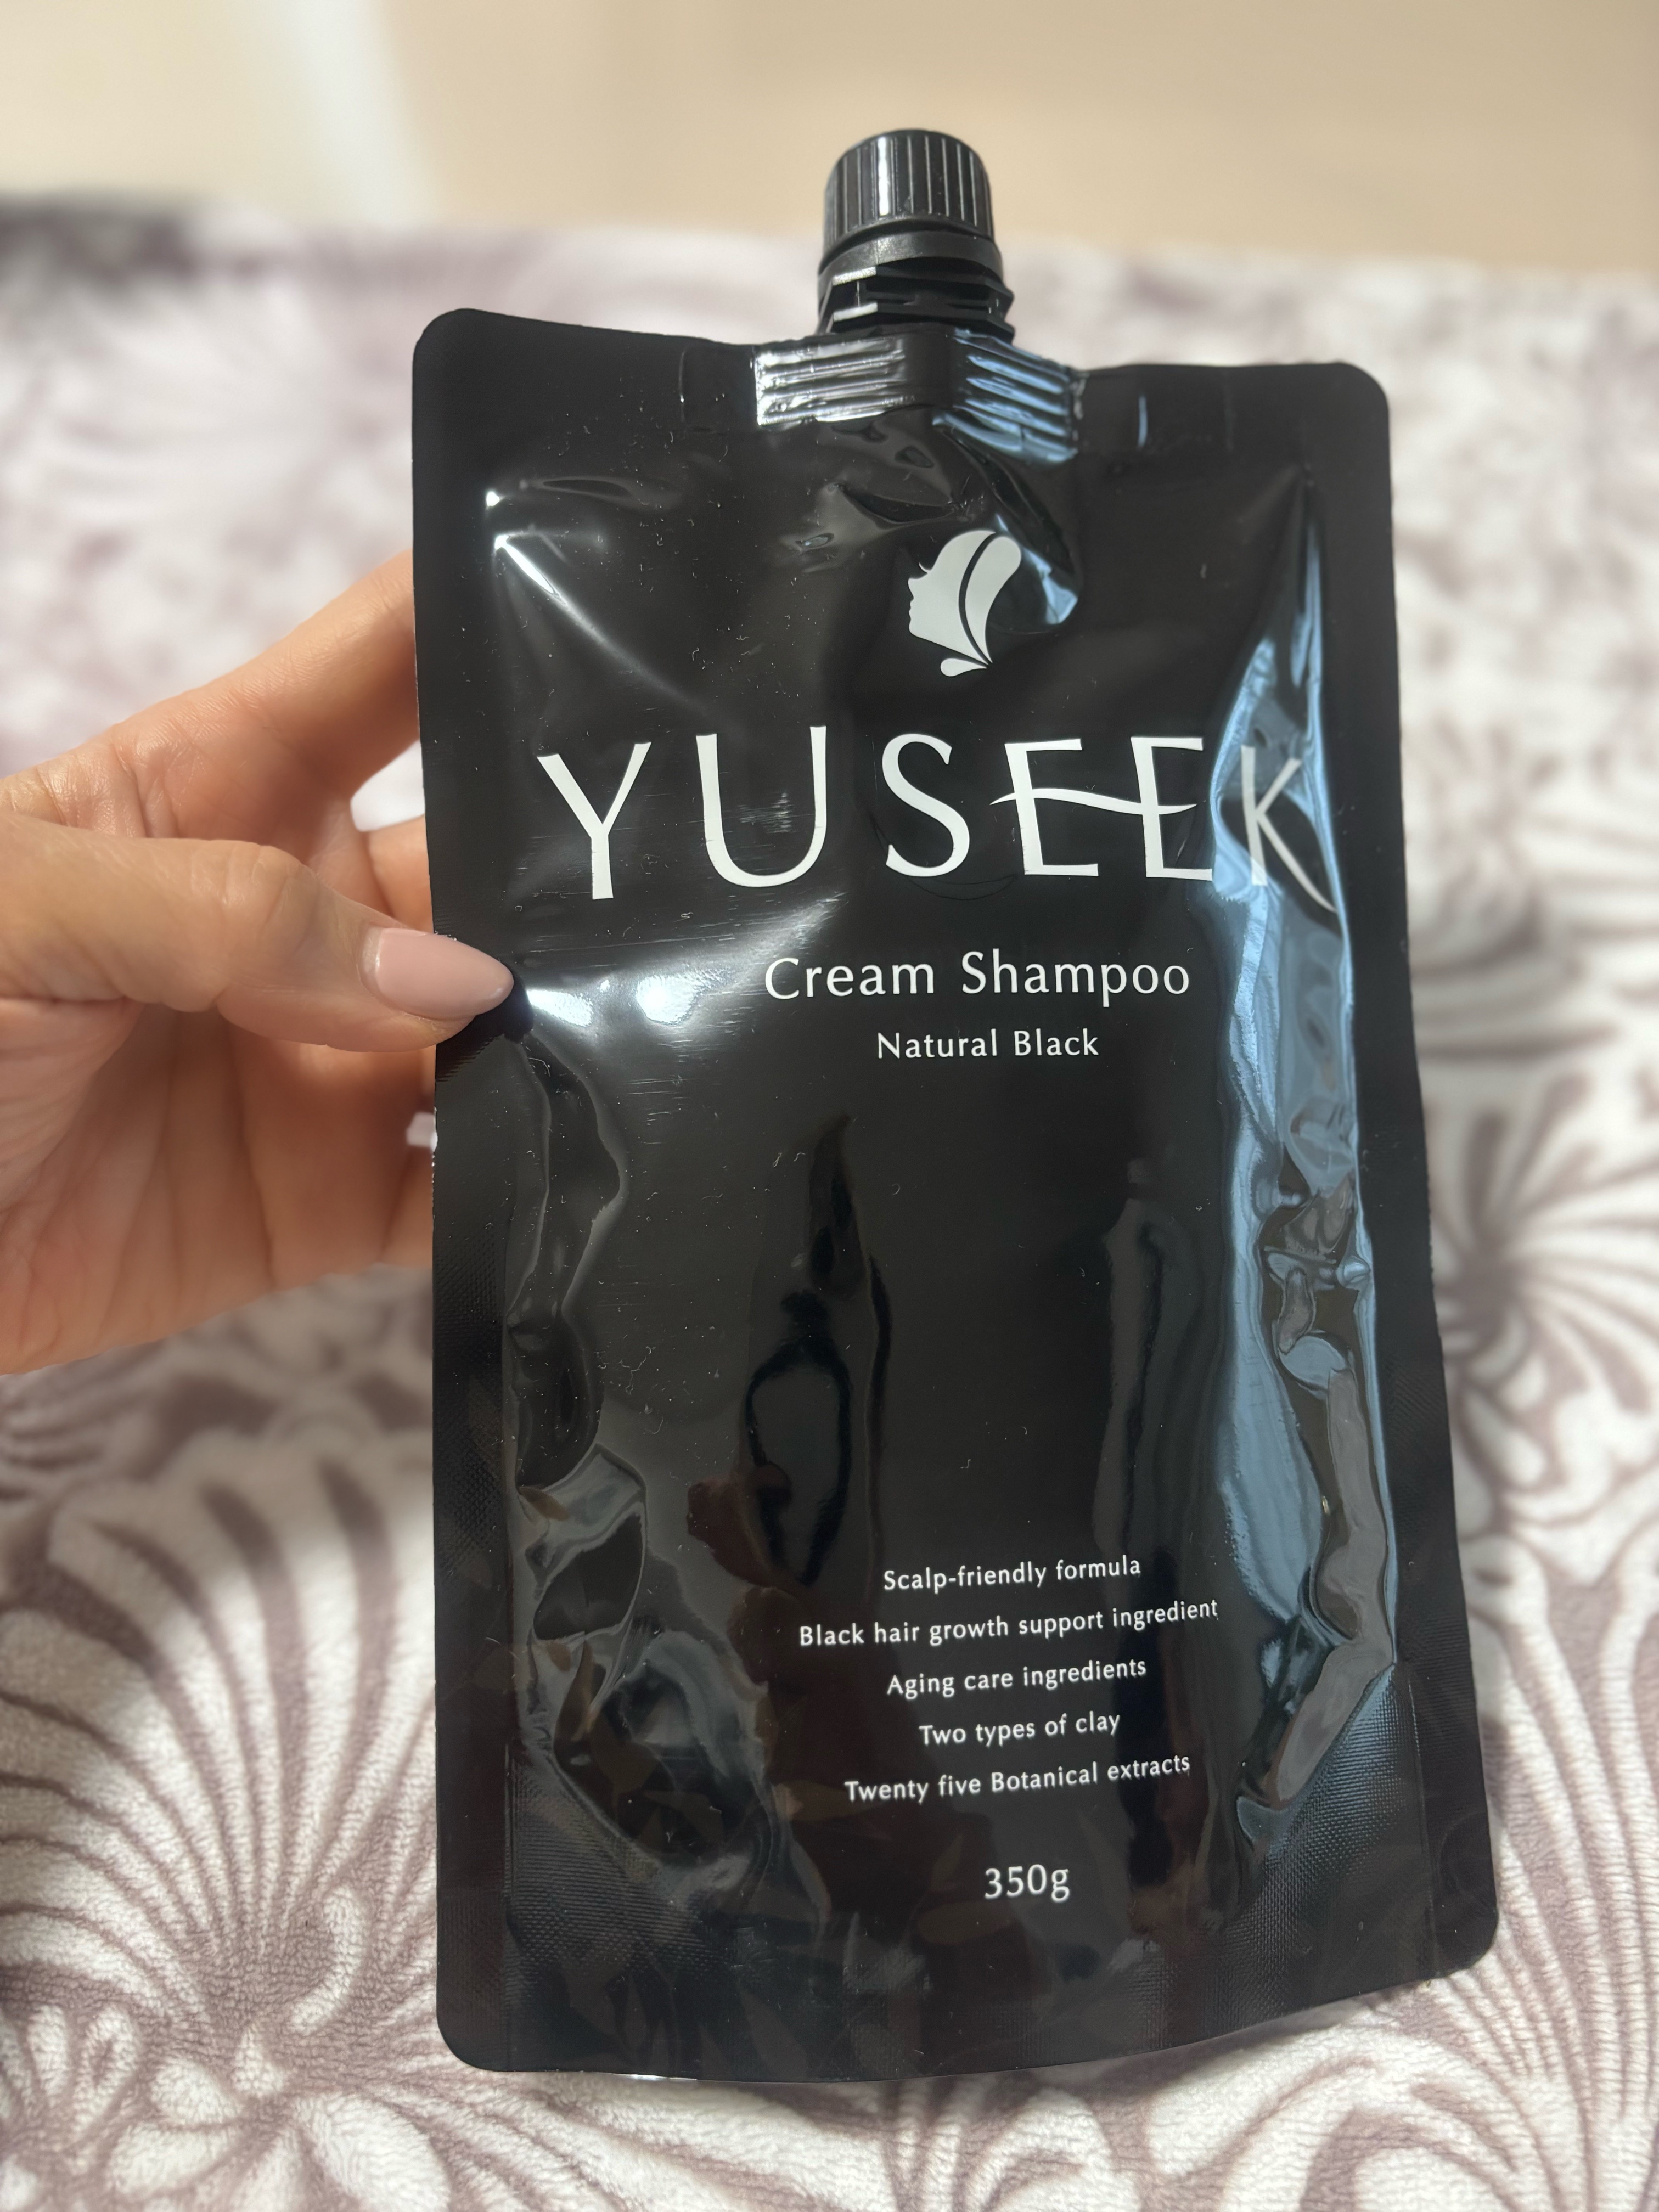 YUSEEK
Cream Shampoo
Natural Black
Scalp-friendly formula
Black hair growth support ingredient
Aging care ingredients
Two types of clay
Twenty five Botanical extracts
350g